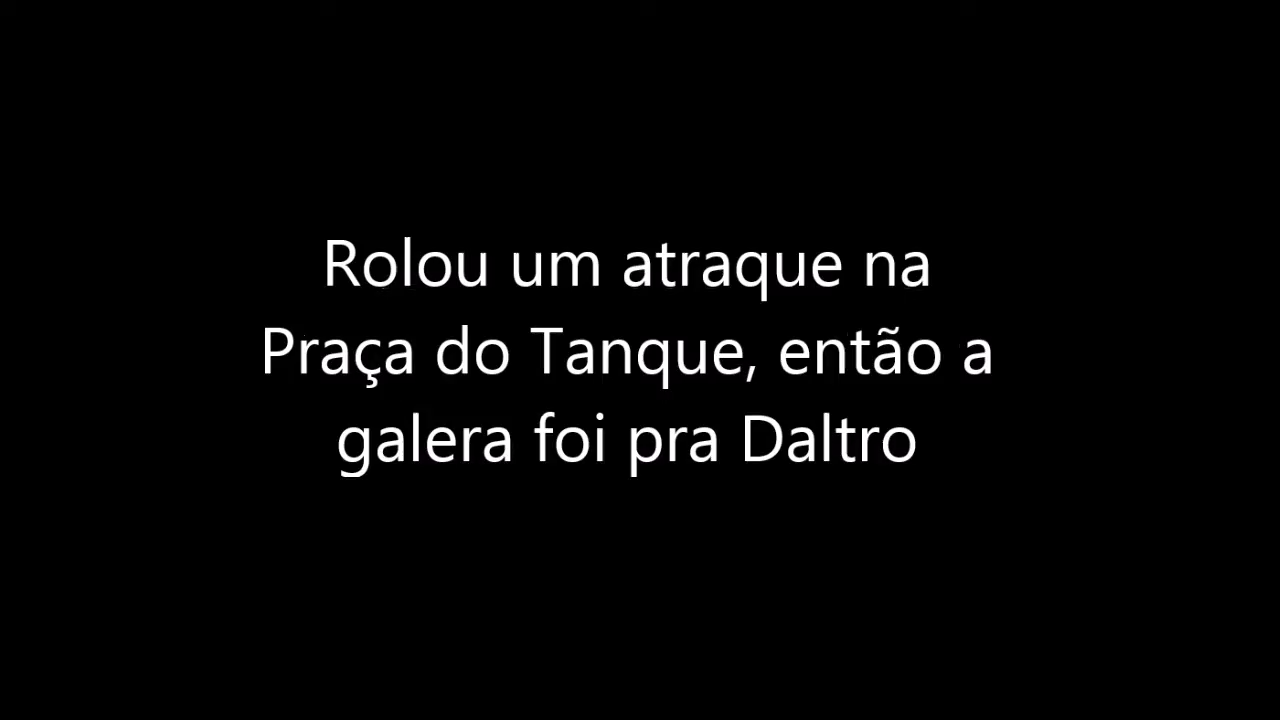 Rolou um atraque na
Praça do Tanque, então a
galera foi pra Daltro